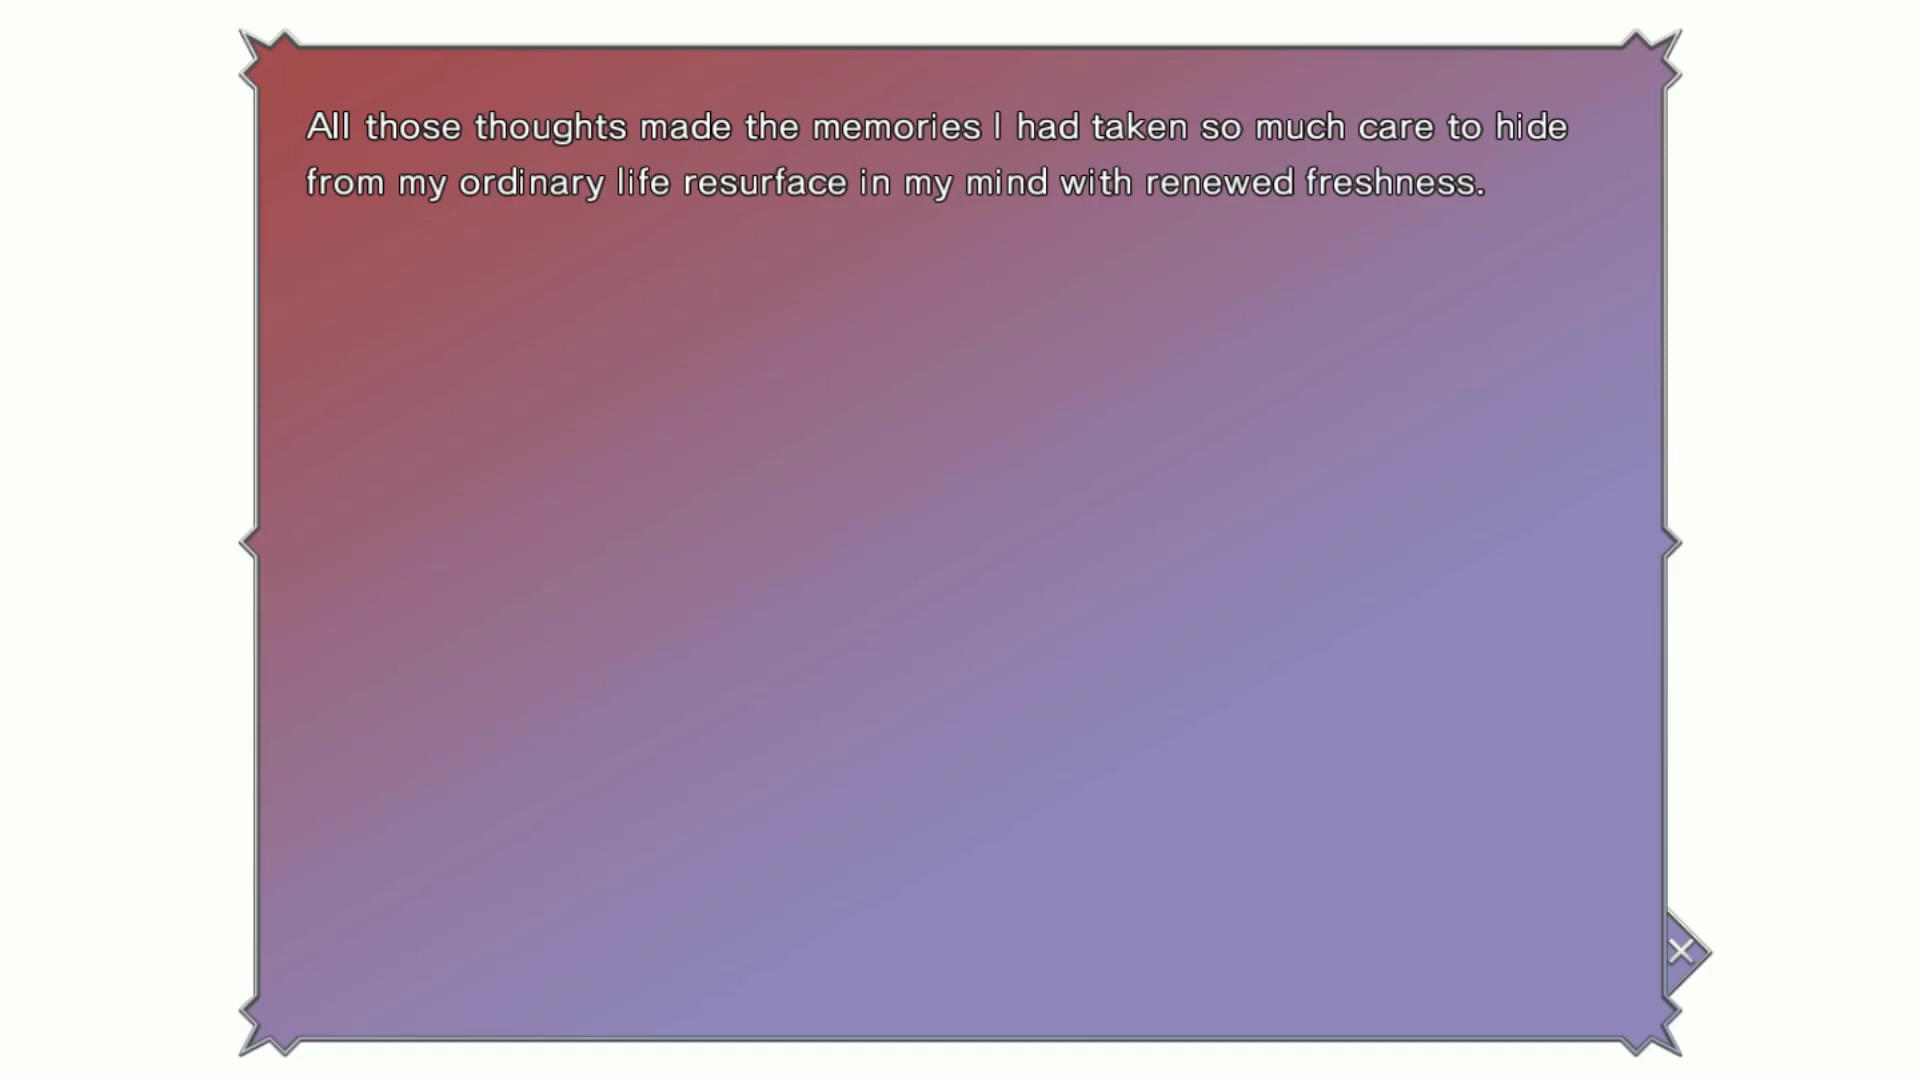 All those thoughts made the memories I had taken so much care to hide
from my ordinary life resurface in my mind with renewed freshness.